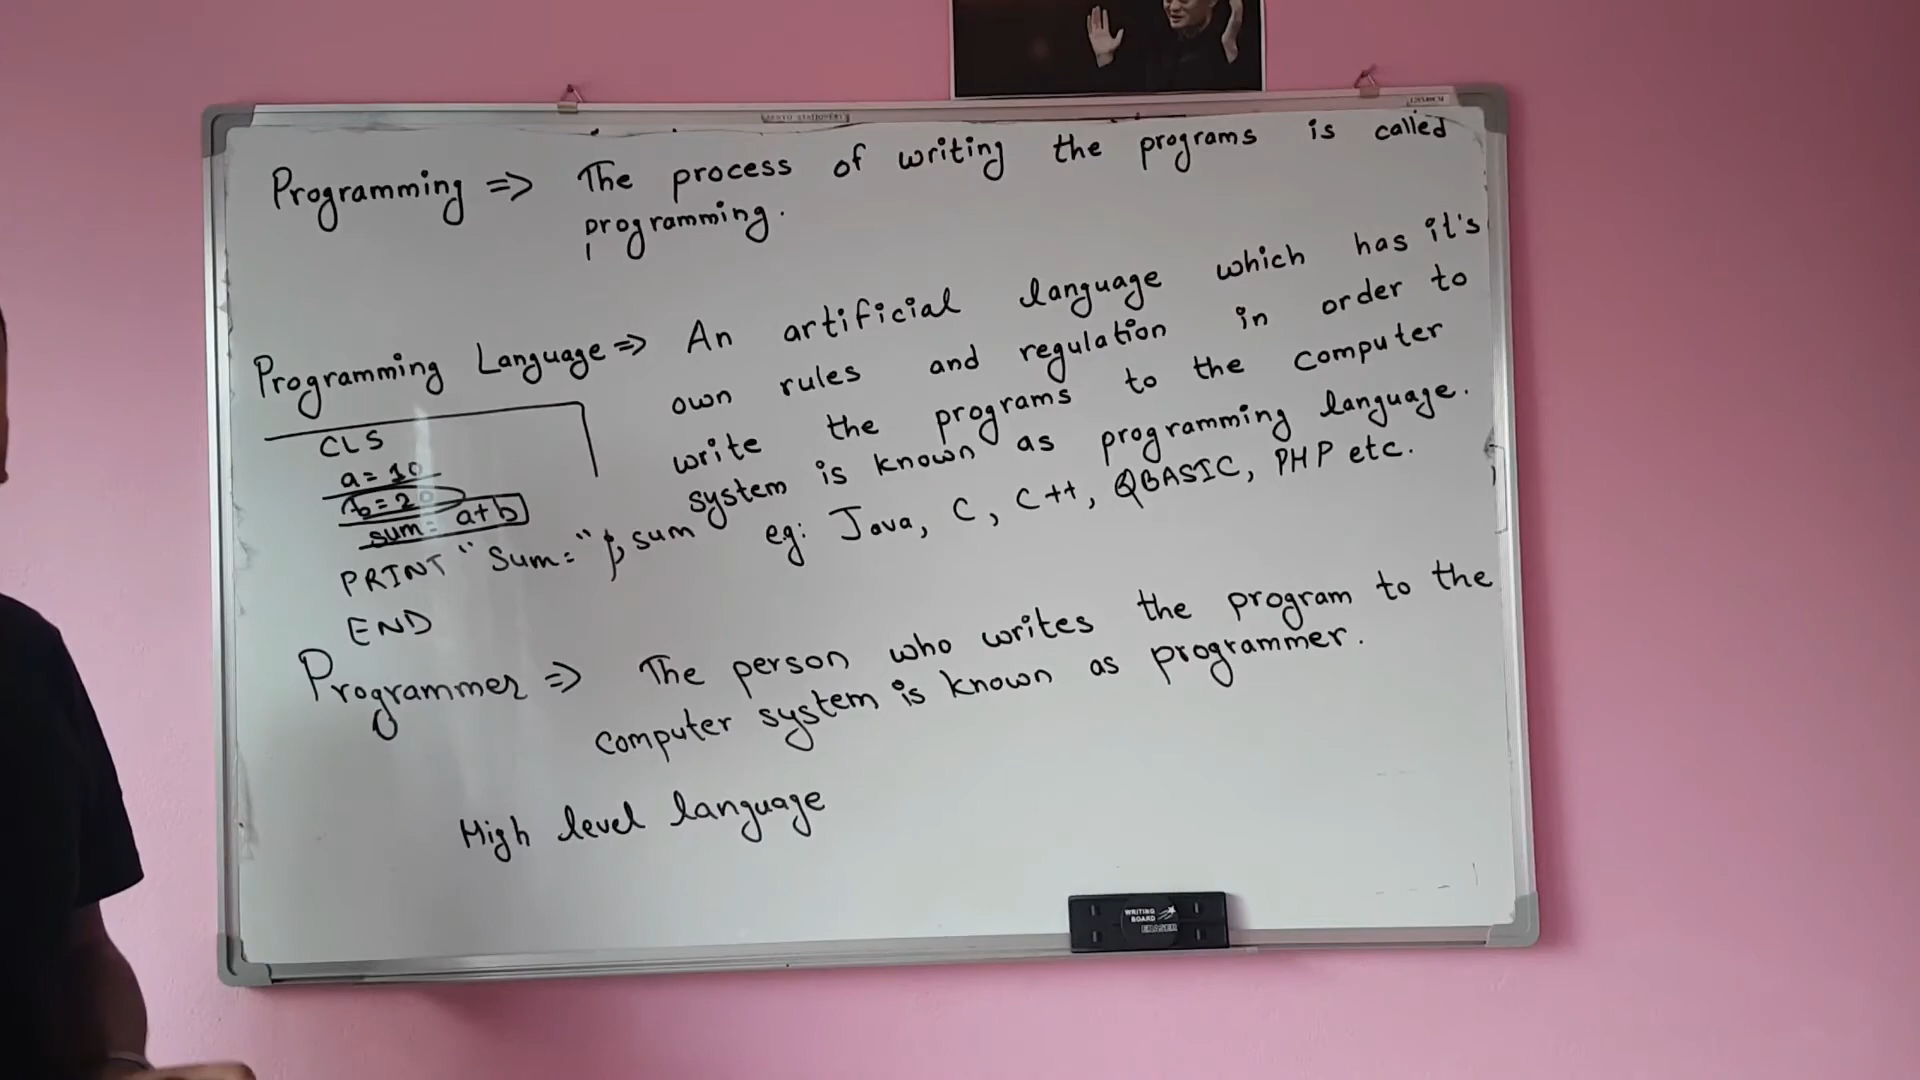 Programming => The process of writing the programs is called
programming.
Programming Language => An artificial language which has it's
own rules and regulation in order to
write the programs to the computer
system is known as programming language.
eg: Java, C, C++, QBASIC, PHP etc.
CLS
a = 10
b = 20
sum = a+b
PRINT "Sum=" ; sum
END
Programmer => The person who writes the program to the
computer system is known as programmer.
High level language
WRITING
BOARD
ERASER